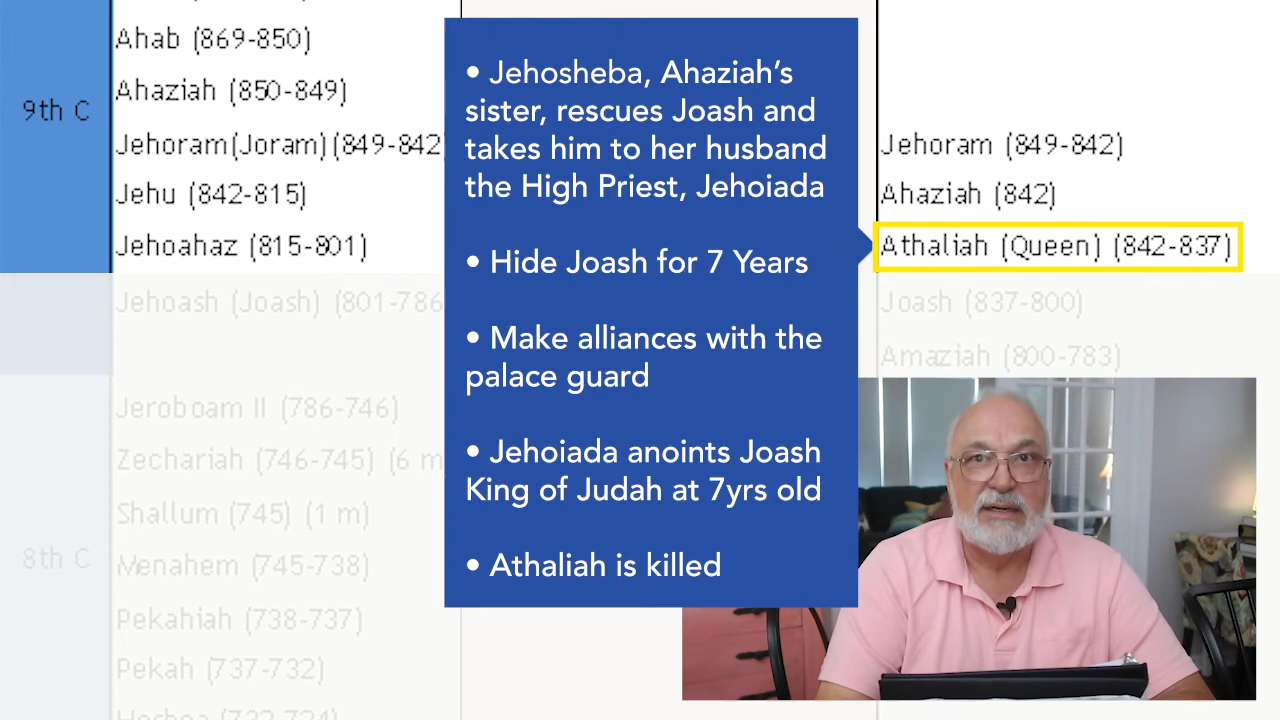 Ahab (869-850)
Ahaziah (850-849)
9th C
Jehoram(Joram)(849-842
Jehu (842-815)
Jehoahaz (815-801)
Jehoash (Joash) (801-786
Jeroboam II (786-746)
Zechariah (746-745) (6 m
Shallum (745) (1 m)
8th C
Menahem (745-738)
Pekahiah (738-737)
Pekah (737-732)
• Jehosheba, Ahaziah’s
sister, rescues Joash and
takes him to her husband
the High Priest, Jehoiada
• Hide Joash for 7 Years
• Make alliances with the
palace guard
• Jehoiada anoints Joash
King of Judah at 7yrs old
• Athaliah is killed
Jehoram (849-842)
Ahaziah (842)
Athaliah (Queen) (842-837)
Joash (837-800)
Amaziah (800-783)